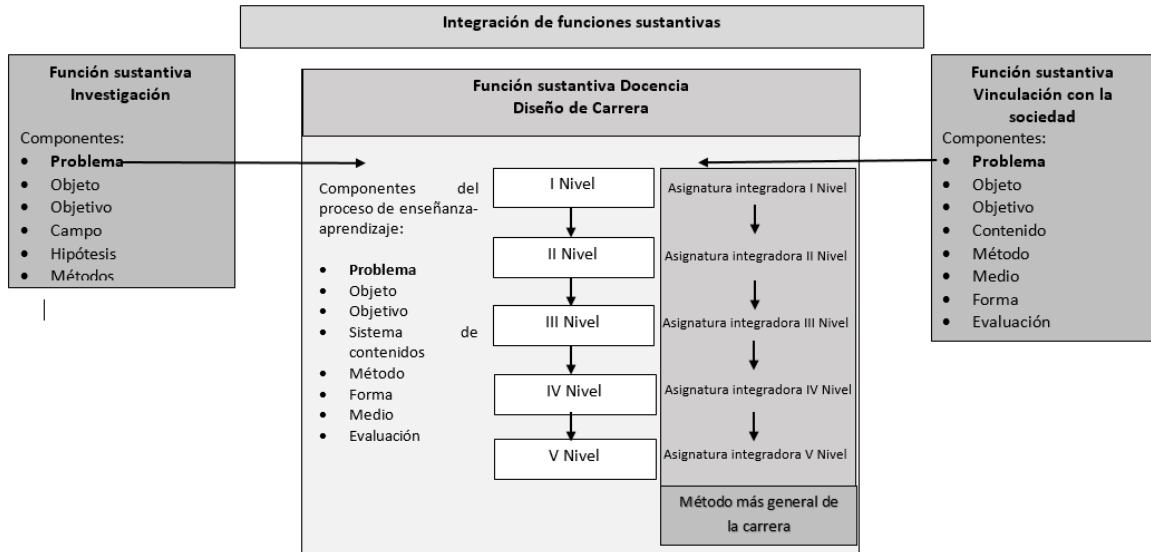 Integración de funciones sustantivas
Función sustantiva
Investigación
Componentes:
• Problema
• Objeto
• Objetivo
• Campo
• Hipótesis
• Métodos
Función sustantiva Docencia
Diseño de Carrera
Componentes del
proceso de enseñanza-
aprendizaje:
• Problema
• Objeto
• Objetivo
• Sistema de
contenidos
• Método
• Forma
• Medio
• Evaluación
I Nivel
II Nivel
III Nivel
IV Nivel
V Nivel
Asignatura integradora I Nivel
Asignatura integradora II Nivel
Asignatura integradora III Nivel
Asignatura integradora IV Nivel
Asignatura integradora V Nivel
Método más general de
la carrera
Función sustantiva
Vinculación con la
sociedad
Componentes:
• Problema
• Objeto
• Objetivo
• Contenido
• Método
• Medio
• Forma
• Evaluación